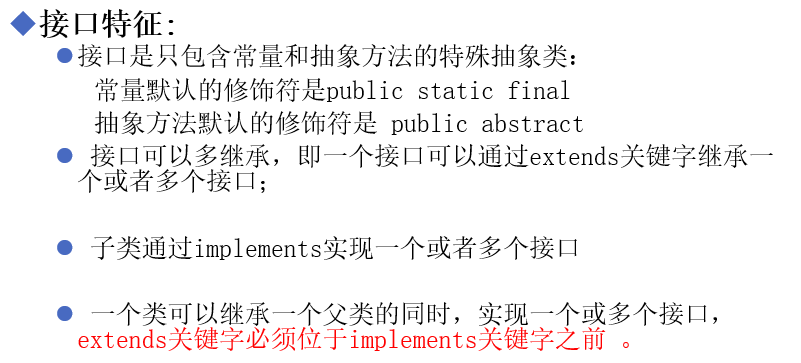 接口特征:
接口是只包含常量和抽象方法的特殊抽象类:
常量默认的修饰符是public static final
抽象方法默认的修饰符是 public abstract
接口可以多继承, 即一个接口可以通过extends关键字继承一
个或者多个接口;
子类通过implements实现一个或者多个接口
一个类可以继承一个父类的同时, 实现一个或多个接口,
extends关键字必须位于implements关键字之前 。